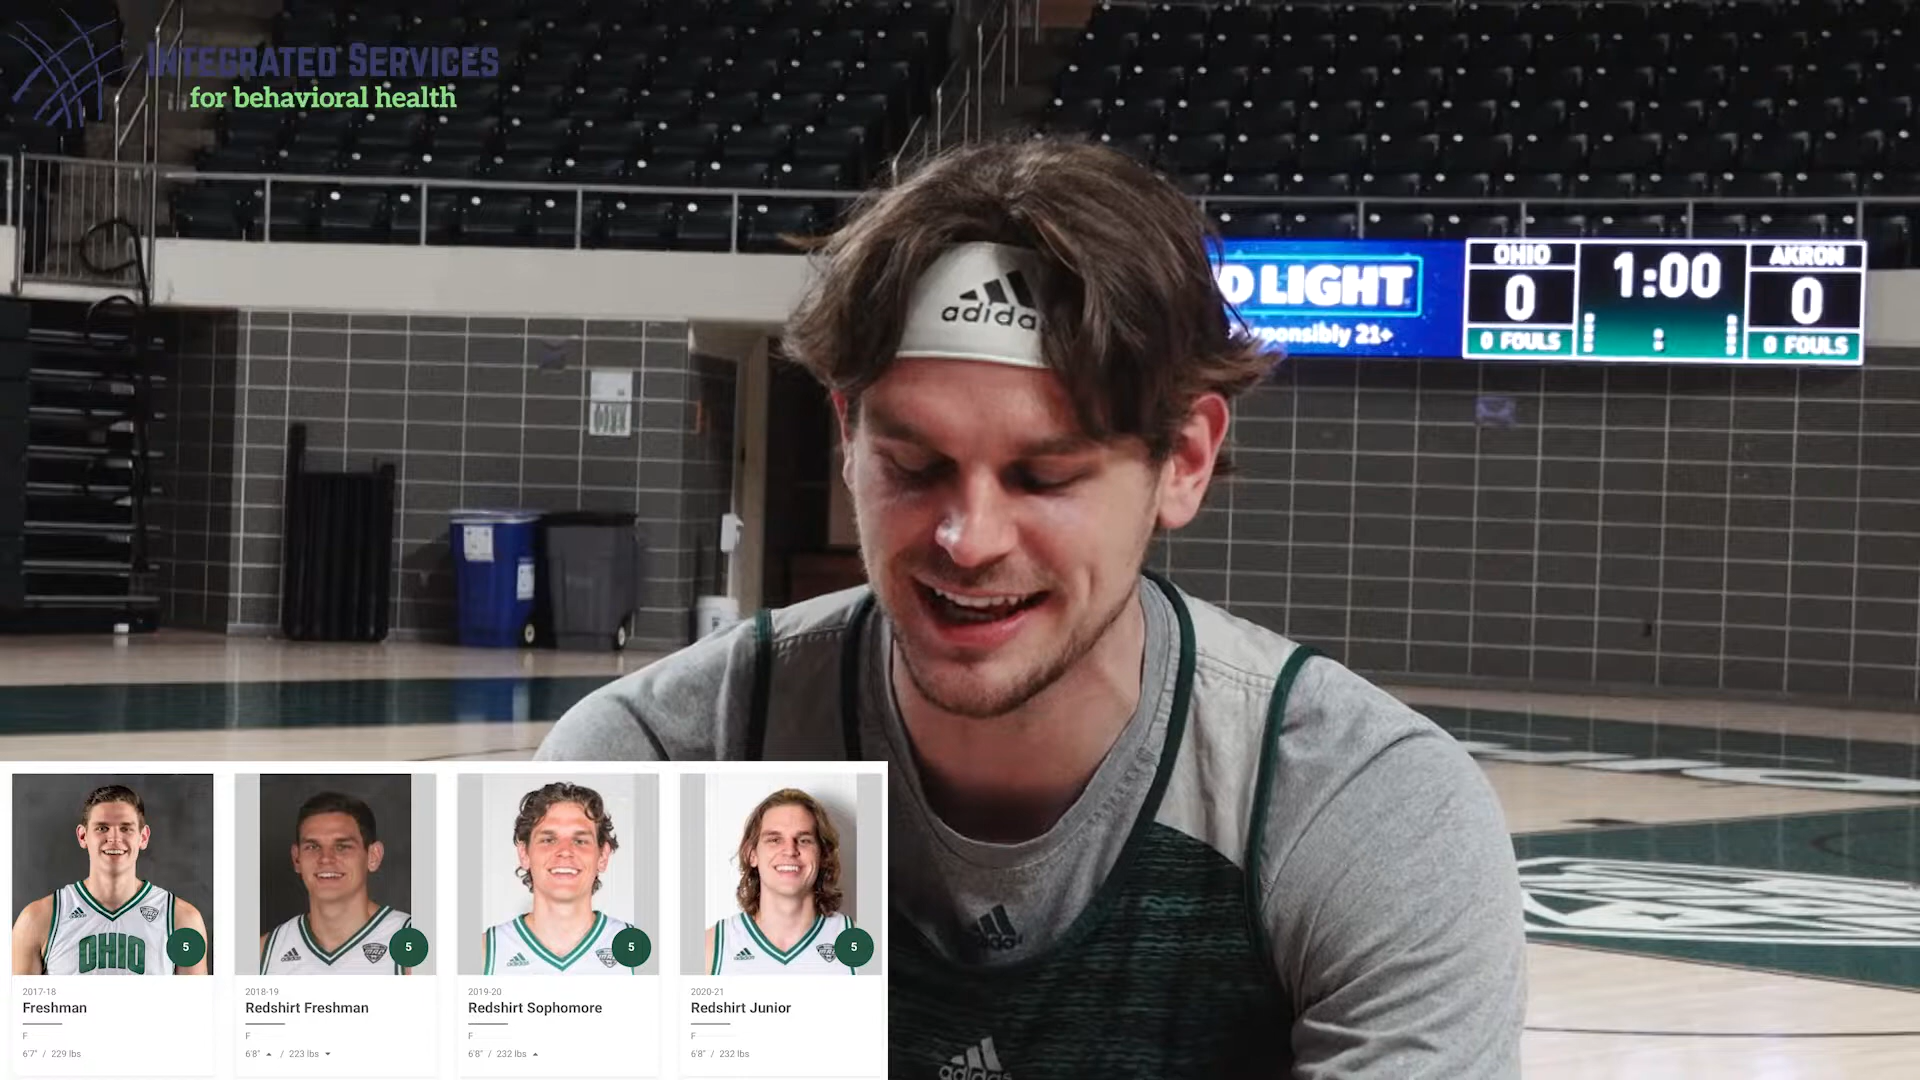 INTEGRATED SERVICES
for behavioral health
LIGHT
21+
OHIO
0
0 FOULS
1:00
AKRON
0
0 FOULS
adidas
adidas
OHIO
5
2017-18
Freshman
F
6'7" / 229 lbs
5
2018-19
Redshirt Freshman
F
6'8" / 223 lbs
5
2019-20
Redshirt Sophomore
F
6'8" / 232 lbs
5
2020-21
Redshirt Junior
F
6'8" / 232 lbs